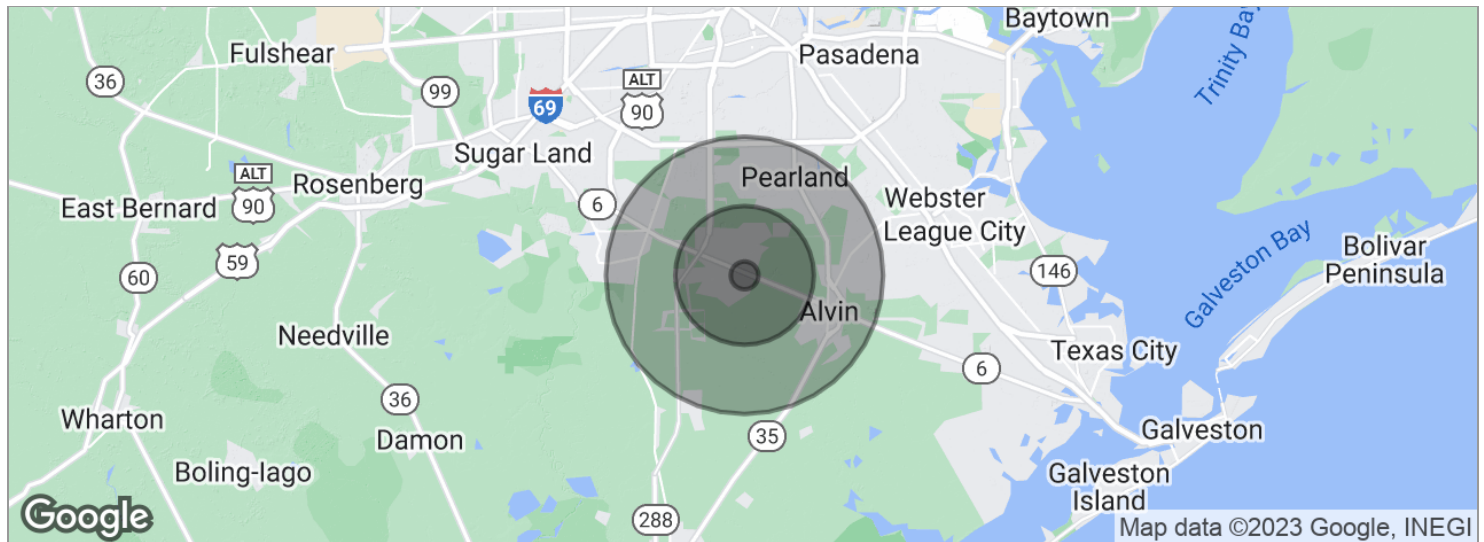 Baytown
Fulshear
Pasadena
Trinity Bay
36
99
ALT
90
69
Sugar Land
Pearland
ALT
90
Rosenberg
Webster
6
East Bernard
League City
Bolivar
Peninsula
59
60
146
Galveston Bay
Alvin
Needville
Texas City
6
36
Wharton
Damon
35
Galveston
Boling-Iago
Galveston
Island
288
Google
Map data ©2023 Google, INEGI